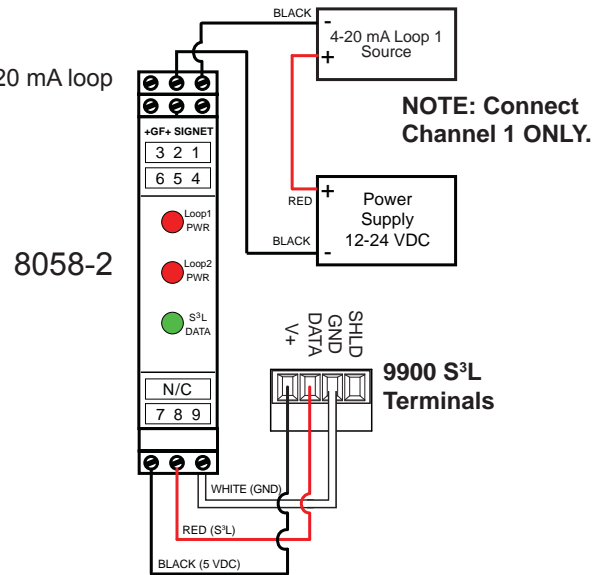 BLACK
-
4-20 mA Loop 1
Source
+
20 mA loop
NOTE: Connect
Channel 1 ONLY.
+GF+ SIGNET
3 2 1
6 5 4
RED
+
Power
Supply
12-24 VDC
BLACK
-
Loop1
PWR
8058-2
Loop2
PWR
S³L
DATA
V+
DATA
GND
SHLD
9900 S³L
Terminals
N/C
7 8 9
WHITE (GND)
RED (S³L)
BLACK (5 VDC)